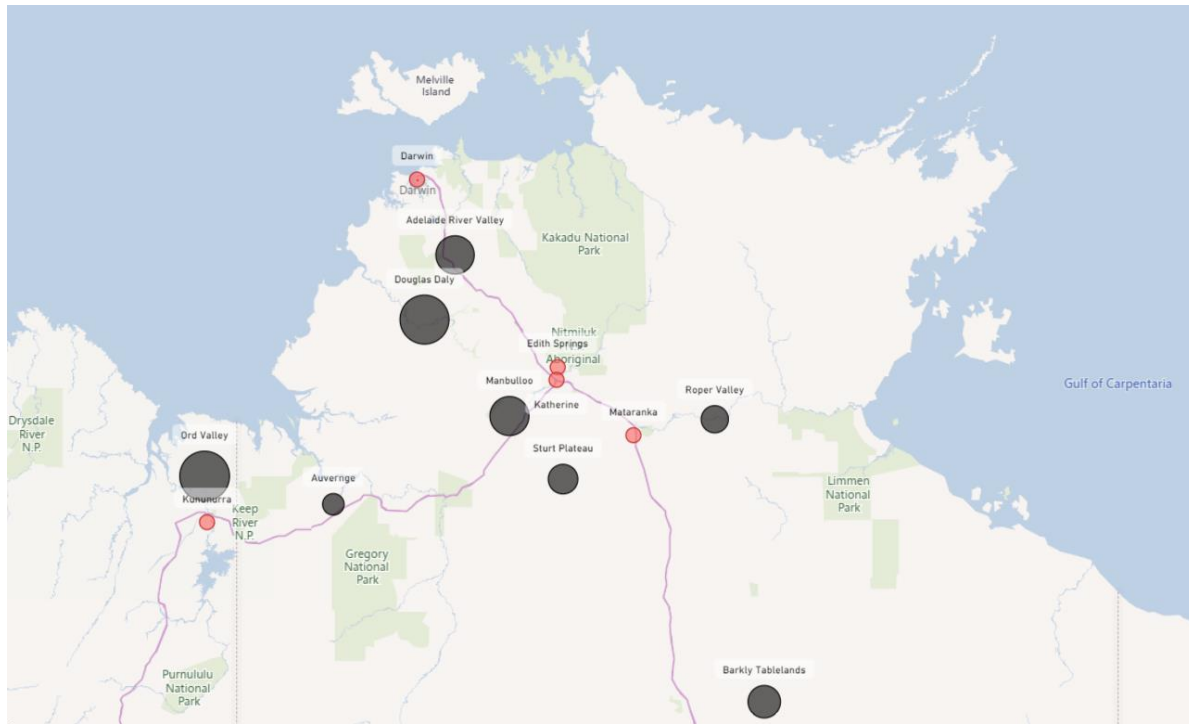 Melville
Island
Darwin
Darwin
Adelaide River Valley
Kakadu National
Park
Douglas Daly
Nitmiluk
Edith Springs
Aboriginal
Manbulloo
Katherine
Mataranka
Roper Valley
Gulf of Carpentaria
Drysdale
River
N.P.
Ord Valley
Sturt Plateau
Auvernge
Limmen
National
Park
Kununurra
Keep
River
N.P.
Gregory
National
Park
Purnululu
National
Park
Barkly Tablelands